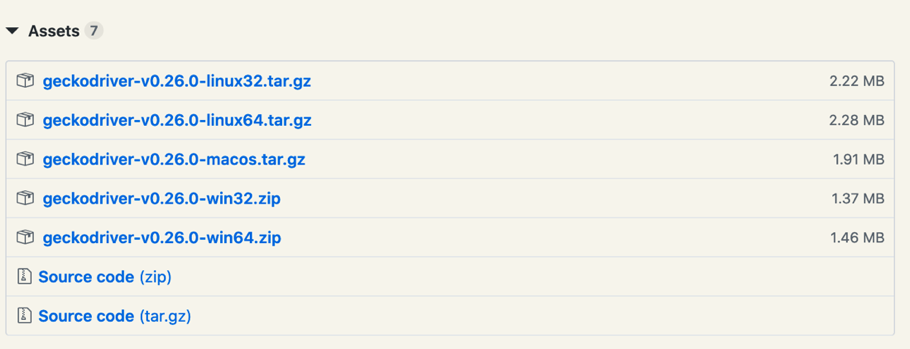 Assets 7
geckodriver-v0.26.0-linux32.tar.gz 2.22 MB
geckodriver-v0.26.0-linux64.tar.gz 2.28 MB
geckodriver-v0.26.0-macos.tar.gz 1.91 MB
geckodriver-v0.26.0-win32.zip 1.37 MB
geckodriver-v0.26.0-win64.zip 1.46 MB
Source code (zip)
Source code (tar.gz)